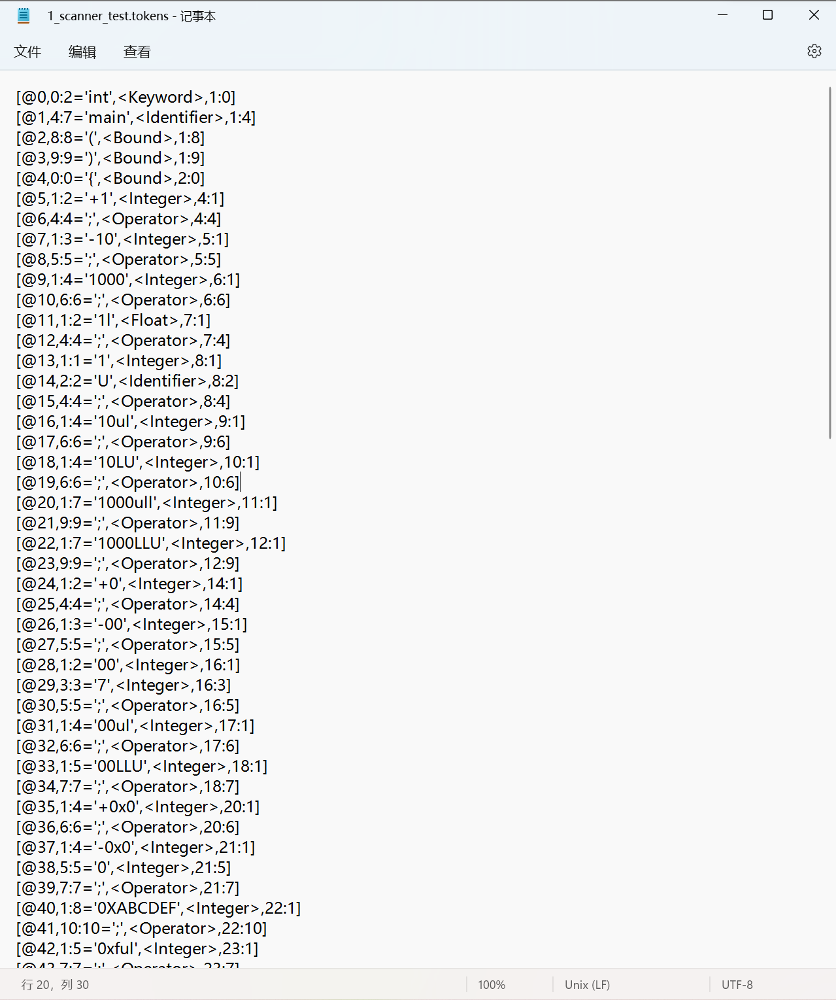 1_scanner_test.tokens - 记事本
文件 编辑 查看
[@0,0:2='int',<Keyword>,1:0]
[@1,4:7='main',<Identifier>,1:4]
[@2,8:8='(',<Bound>,1:8]
[@3,9:9=')',<Bound>,1:9]
[@4,0:0='{',<Bound>,2:0]
[@5,1:2='+1',<Integer>,4:1]
[@6,4:4=';',<Operator>,4:4]
[@7,1:3='-10',<Integer>,5:1]
[@8,5:5=';',<Operator>,5:5]
[@9,1:4='1000',<Integer>,6:1]
[@10,6:6=';',<Operator>,6:6]
[@11,1:2='1l',<Float>,7:1]
[@12,4:4=';',<Operator>,7:4]
[@13,1:1='1',<Integer>,8:1]
[@14,2:2='U',<Identifier>,8:2]
[@15,4:4=';',<Operator>,8:4]
[@16,1:4='10ul',<Integer>,9:1]
[@17,6:6=';',<Operator>,9:6]
[@18,1:4='10LU',<Integer>,10:1]
[@19,6:6=';',<Operator>,10:6]
[@20,1:7='1000ull',<Integer>,11:1]
[@21,9:9=';',<Operator>,11:9]
[@22,1:7='1000LLU',<Integer>,12:1]
[@23,9:9=';',<Operator>,12:9]
[@24,1:2='+0',<Integer>,14:1]
[@25,4:4=';',<Operator>,14:4]
[@26,1:3='-00',<Integer>,15:1]
[@27,5:5=';',<Operator>,15:5]
[@28,1:2='00',<Integer>,16:1]
[@29,3:3='7',<Integer>,16:3]
[@30,5:5=';',<Operator>,16:5]
[@31,1:4='00ul',<Integer>,17:1]
[@32,6:6=';',<Operator>,17:6]
[@33,1:5='00LLU',<Integer>,18:1]
[@34,7:7=';',<Operator>,18:7]
[@35,1:4='+0x0',<Integer>,20:1]
[@36,6:6=';',<Operator>,20:6]
[@37,1:4='-0x0',<Integer>,21:1]
[@38,5:5='0',<Integer>,21:5]
[@39,7:7=';',<Operator>,21:7]
[@40,1:8='0XABCDEF',<Integer>,22:1]
[@41,10:10=';',<Operator>,22:10]
[@42,1:5='0xful',<Integer>,23:1]
[@43,7:7=';',<Operator>,23:7]
行 20，列 30 100% Unix (LF) UTF-8